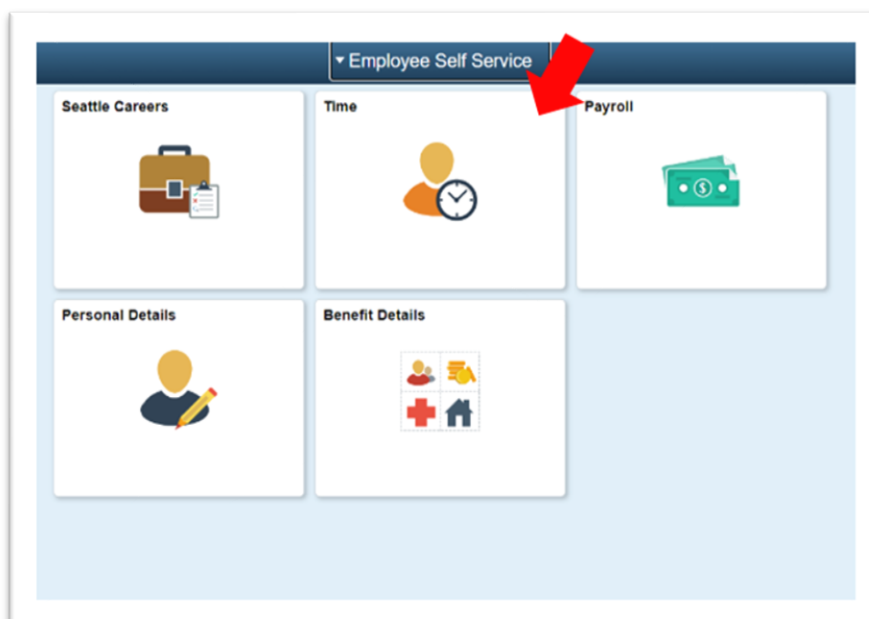 Employee Self Service
Seattle Careers
Time
Payroll
Personal Details
Benefit Details